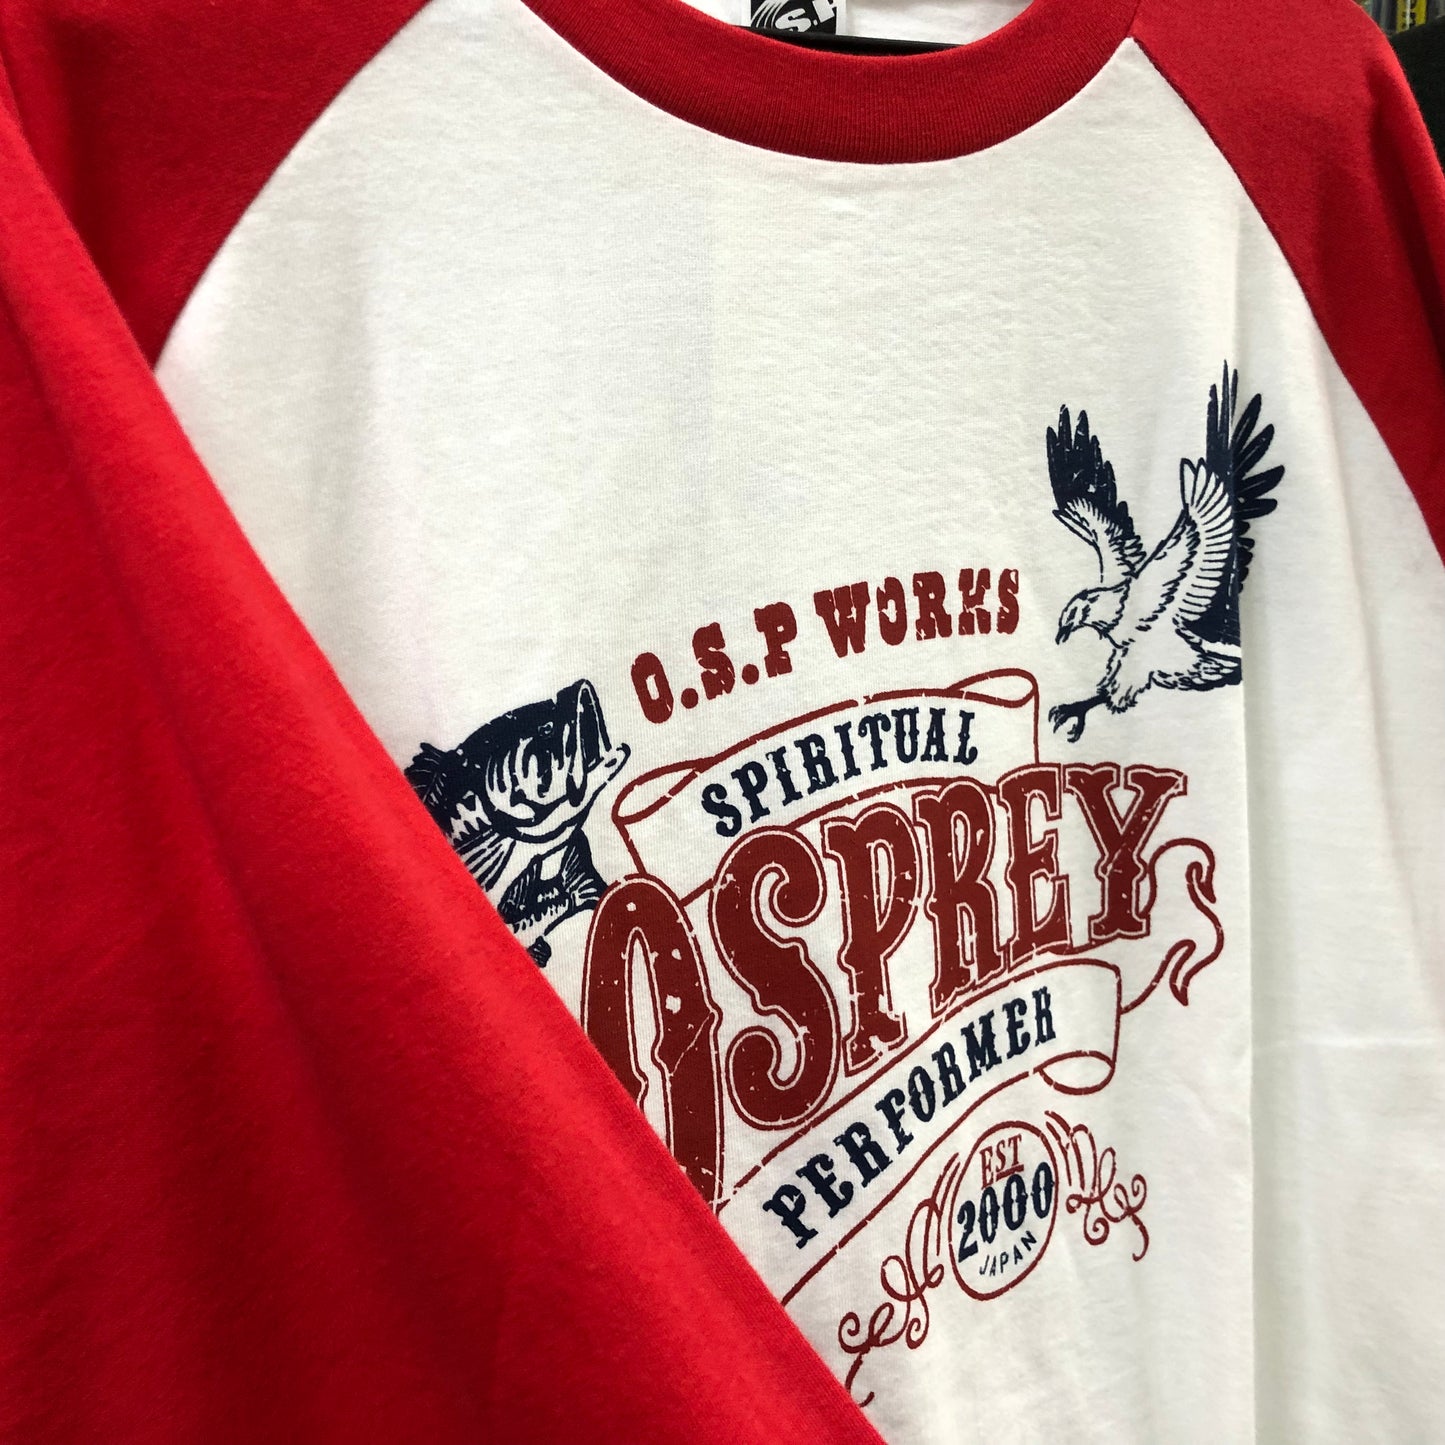 O.S.P WORKS
SPIRITUAL
OSPREY
PERFORMER
EST
2000
JAPAN